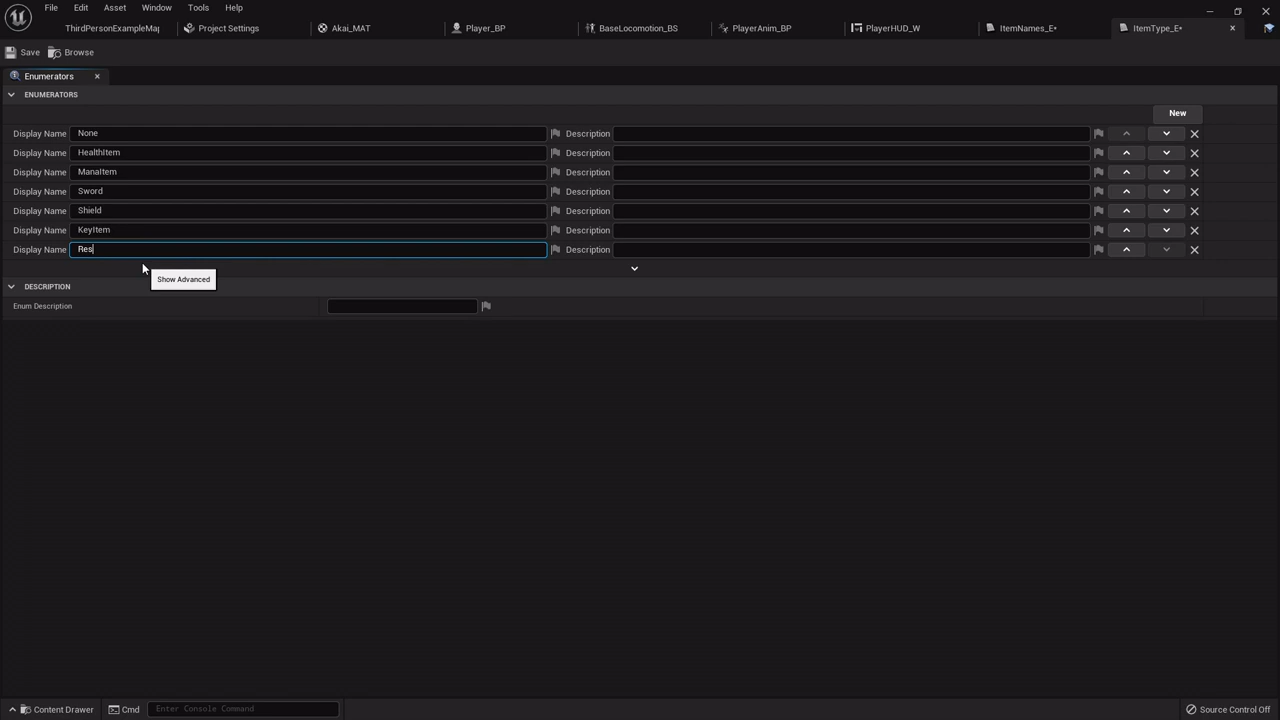 File Edit Asset Window Tools Help
ThirdPersonExampleMap Project Settings Akai_MAT Player_BP BaseLocomotion_BS PlayerAnim_BP PlayerHUD_W ItemNames_E* ItemType_E*
Save Browse
Enumerators
ENUMERATORS
New
Display Name None Description
Display Name HealthItem Description
Display Name ManaItem Description
Display Name Sword Description
Display Name Shield Description
Display Name KeyItem Description
Display Name Res Description
Show Advanced
DESCRIPTION
Enum Description
Content Drawer Cmd Enter Console Command Source Control Off